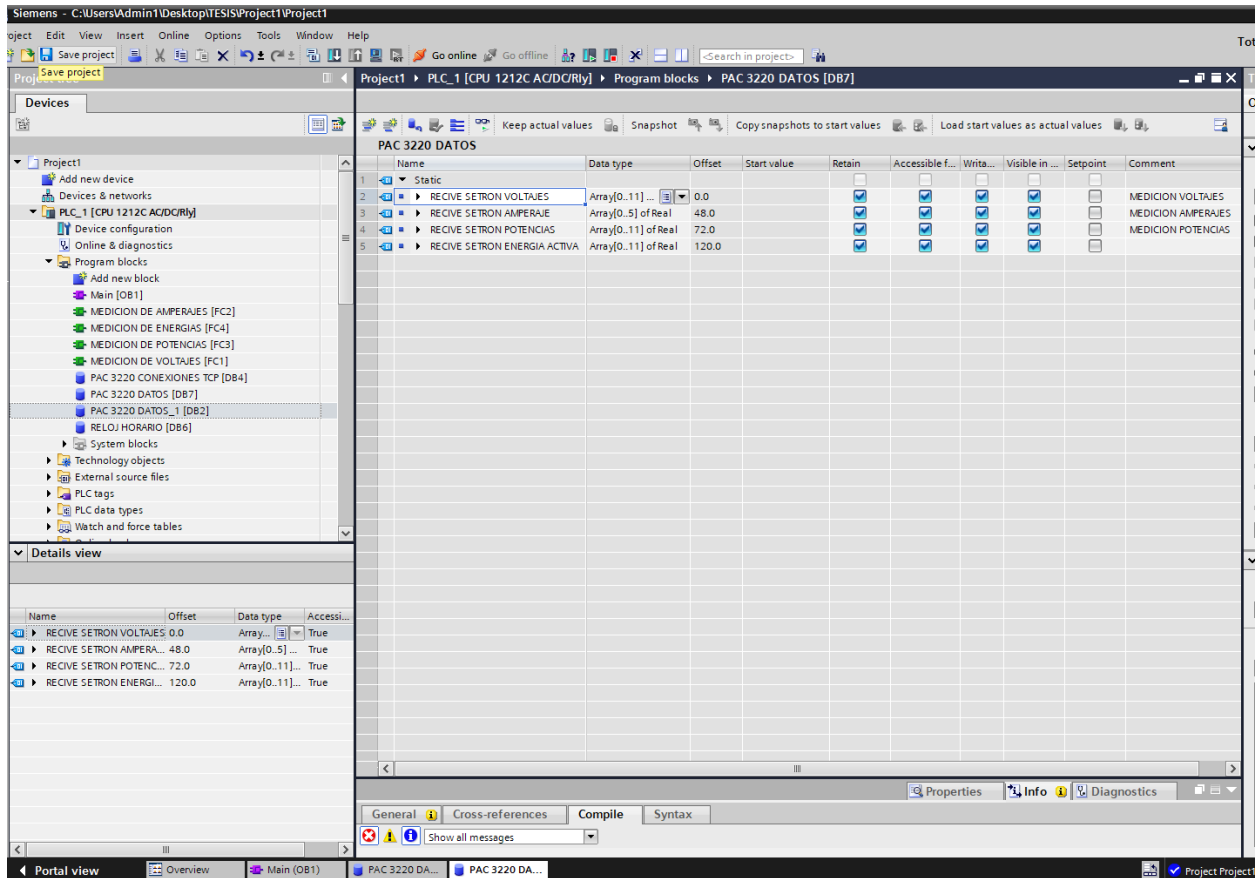 Siemens - C:\Users\Admin1\Desktop\TESIS\Project1\Project1
oject Edit View Insert Online Options Tools Window Help
Tot
Save project Go online Go offline <Search in project>
Save project
Project1 PLC_1 [CPU 1212C AC/DC/Rly] Program blocks PAC 3220 DATOS [DB7]
Devices
Keep actual values Snapshot Copy snapshots to start values Load start values as actual values
PAC 3220 DATOS
Name Data type Offset Start value Retain Accessible f... Writa... Visible in ... Setpoint Comment
1 Static
2 RECIVE SETRON VOLTAJES Array[0..11] ... 0.0 MEDICION VOLTAJES
3 RECIVE SETRON AMPERAJE Array[0..5] of Real 48.0 MEDICION AMPERAJES
4 RECIVE SETRON POTENCIAS Array[0..11] of Real 72.0 MEDICION POTENCIAS
5 RECIVE SETRON ENERGIA ACTIVA Array[0..11] of Real 120.0
Project1
Add new device
Devices & networks
PLC_1 [CPU 1212C AC/DC/Rly]
Device configuration
Online & diagnostics
Program blocks
Add new block
Main [OB1]
MEDICION DE AMPERAJES [FC2]
MEDICION DE ENERGIAS [FC4]
MEDICION DE POTENCIAS [FC3]
MEDICION DE VOLTAJES [FC1]
PAC 3220 CONEXIONES TCP [DB4]
PAC 3220 DATOS [DB7]
PAC 3220 DATOS_1 [DB2]
RELOJ HORARIO [DB6]
System blocks
Technology objects
External source files
PLC tags
PLC data types
Watch and force tables
Details view
Name Offset Data type Accessi...
RECIVE SETRON VOLTAJES 0.0 Array... True
RECIVE SETRON AMPERA... 48.0 Array[0..5] ... True
RECIVE SETRON POTENC... 72.0 Array[0..11]... True
RECIVE SETRON ENERGI... 120.0 Array[0..11]... True
Properties Info Diagnostics
General Cross-references Compile Syntax
Show all messages
Portal view Overview Main (OB1) PAC 3220 DA... PAC 3220 DA... Project Project1